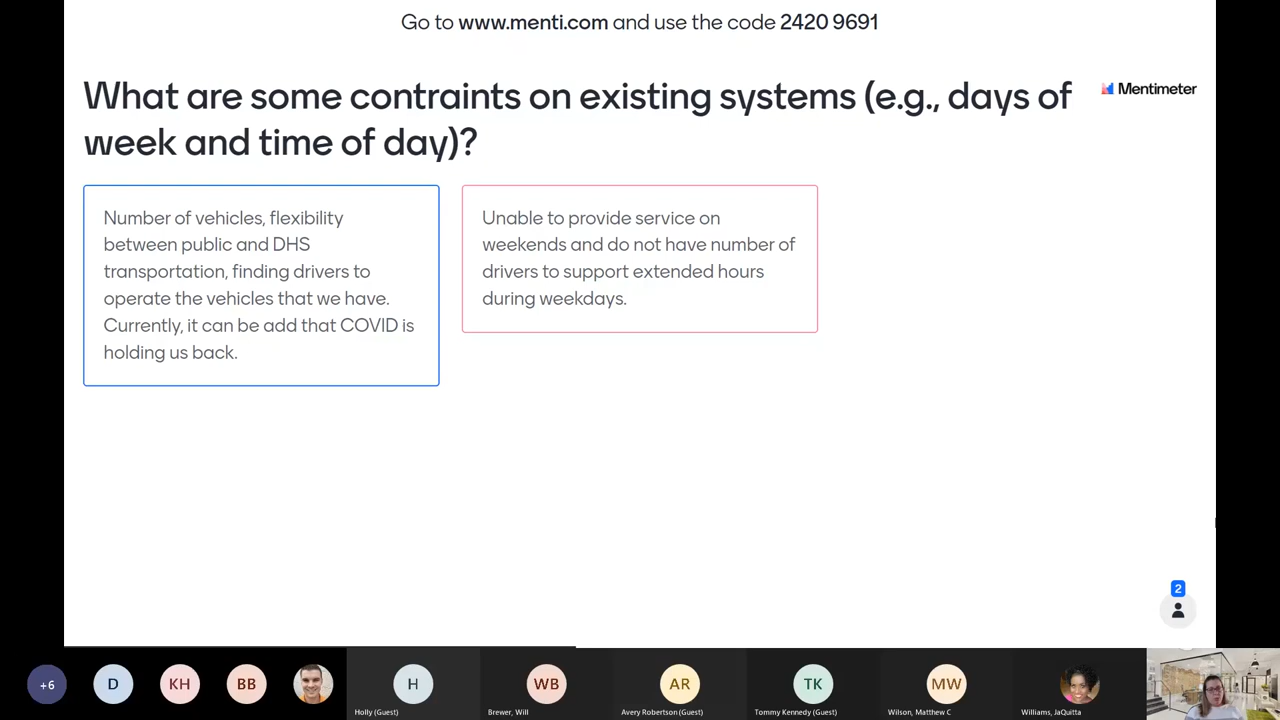 Go to www.menti.com and use the code 2420 9691
What are some contraints on existing systems (e.g., days of
week and time of day)?
Mentimeter
Number of vehicles, flexibility
between public and DHS
transportation, finding drivers to
operate the vehicles that we have.
Currently, it can be add that COVID is
holding us back.
Unable to provide service on
weekends and do not have number of
drivers to support extended hours
during weekdays.
2
+6
D
KH
BB
H
WB
AR
TK
MW
Holly (Guest)
Brewer, Will
Avery Robertson (Guest)
Tommy Kennedy (Guest)
Wilson, Matthew C
Williams, JaQuitta